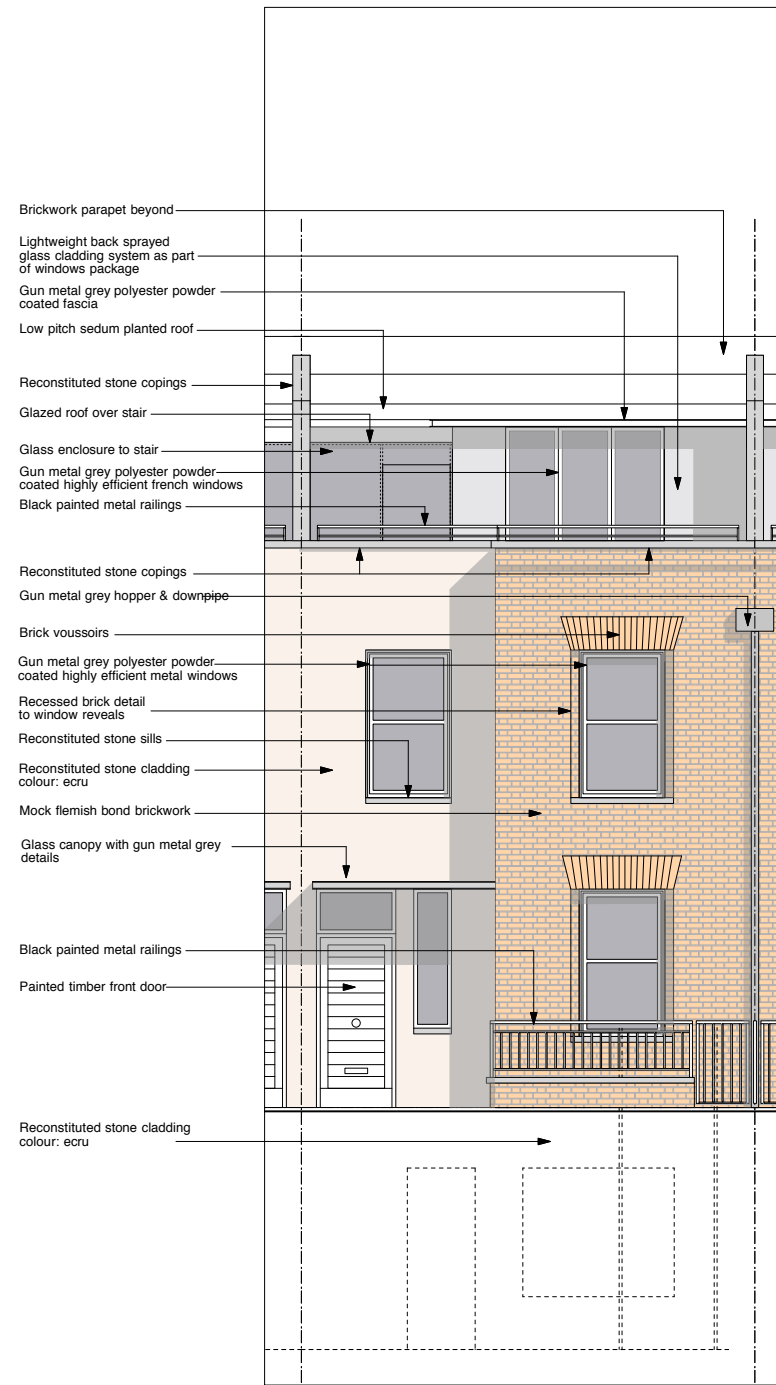 Brickwork parapet beyond
Lightweight back sprayed
glass cladding system as part
of windows package
Gun metal grey polyester powder
coated fascia
Low pitch sedum planted roof
Reconstituted stone copings
Glazed roof over stair
Glass enclosure to stair
Gun metal grey polyester powder
coated highly efficient french windows
Black painted metal railings
Reconstituted stone copings
Gun metal grey hopper & downpipe
Brick voussoirs
Gun metal grey polyester powder
coated highly efficient metal windows
Recessed brick detail
to window reveals
Reconstituted stone sills
Reconstituted stone cladding
colour: ecru
Mock flemish bond brickwork
Glass canopy with gun metal grey
details
Black painted metal railings
Painted timber front door
Reconstituted stone cladding
colour: ecru